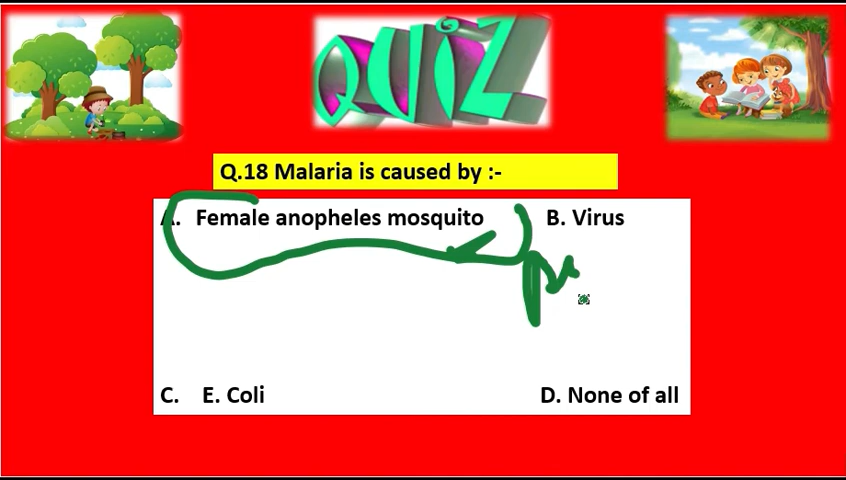 QUIZ
Q.18 Malaria is caused by :-
A. Female anopheles mosquito B. Virus
C. E. Coli D. None of all